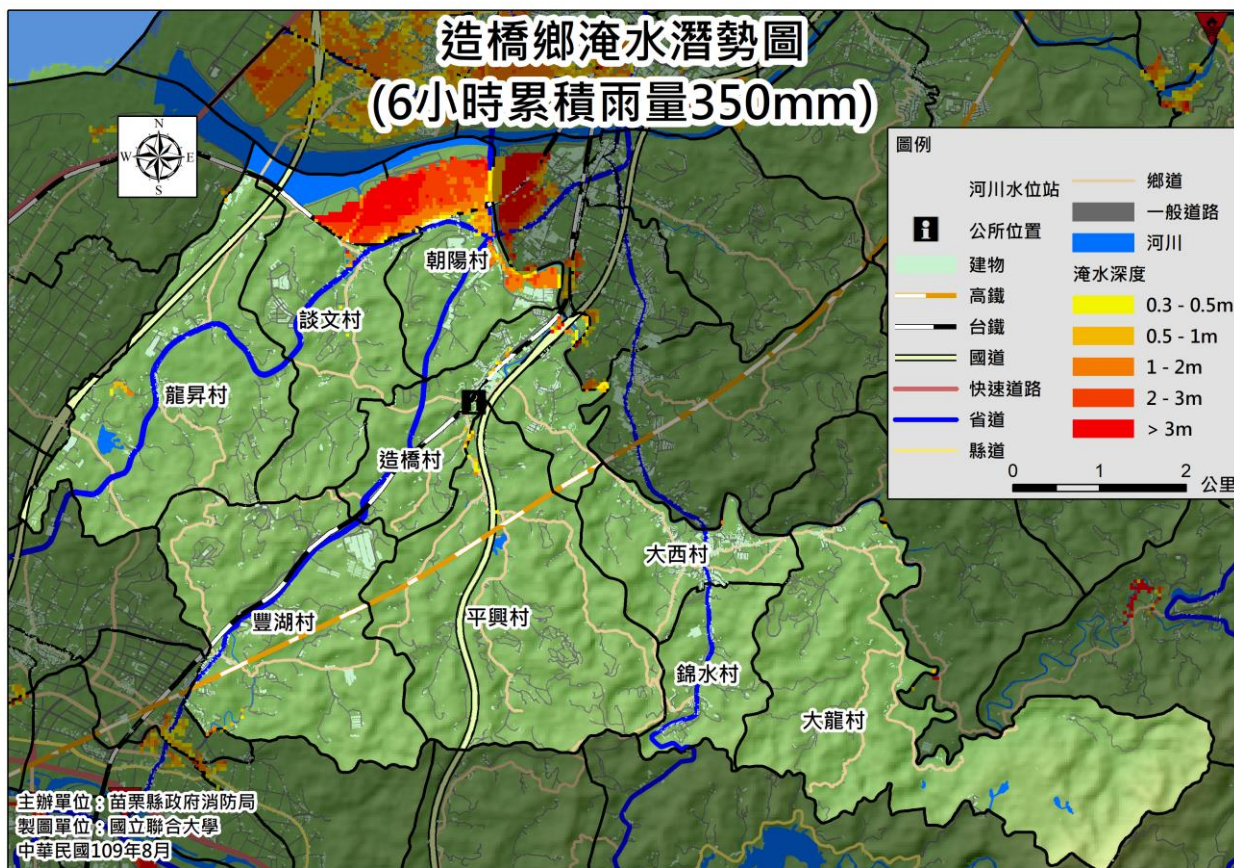 造橋鄉淹水潛勢圖
(6小時累積雨量350mm)
N
W
E
S
圖例
河川水位站
公所位置
建物
高鐵
台鐵
國道
快速道路
省道
縣道
鄉道
一般道路
河川
淹水深度
0.3 - 0.5m
0.5 - 1m
1 - 2m
2 - 3m
> 3m
0 1 2
公里
朝陽村
談文村
龍昇村
造橋村
大西村
豐湖村
平興村
錦水村
大龍村
主辦單位：苗栗縣政府消防局
製圖單位：國立聯合大學
中華民國109年8月